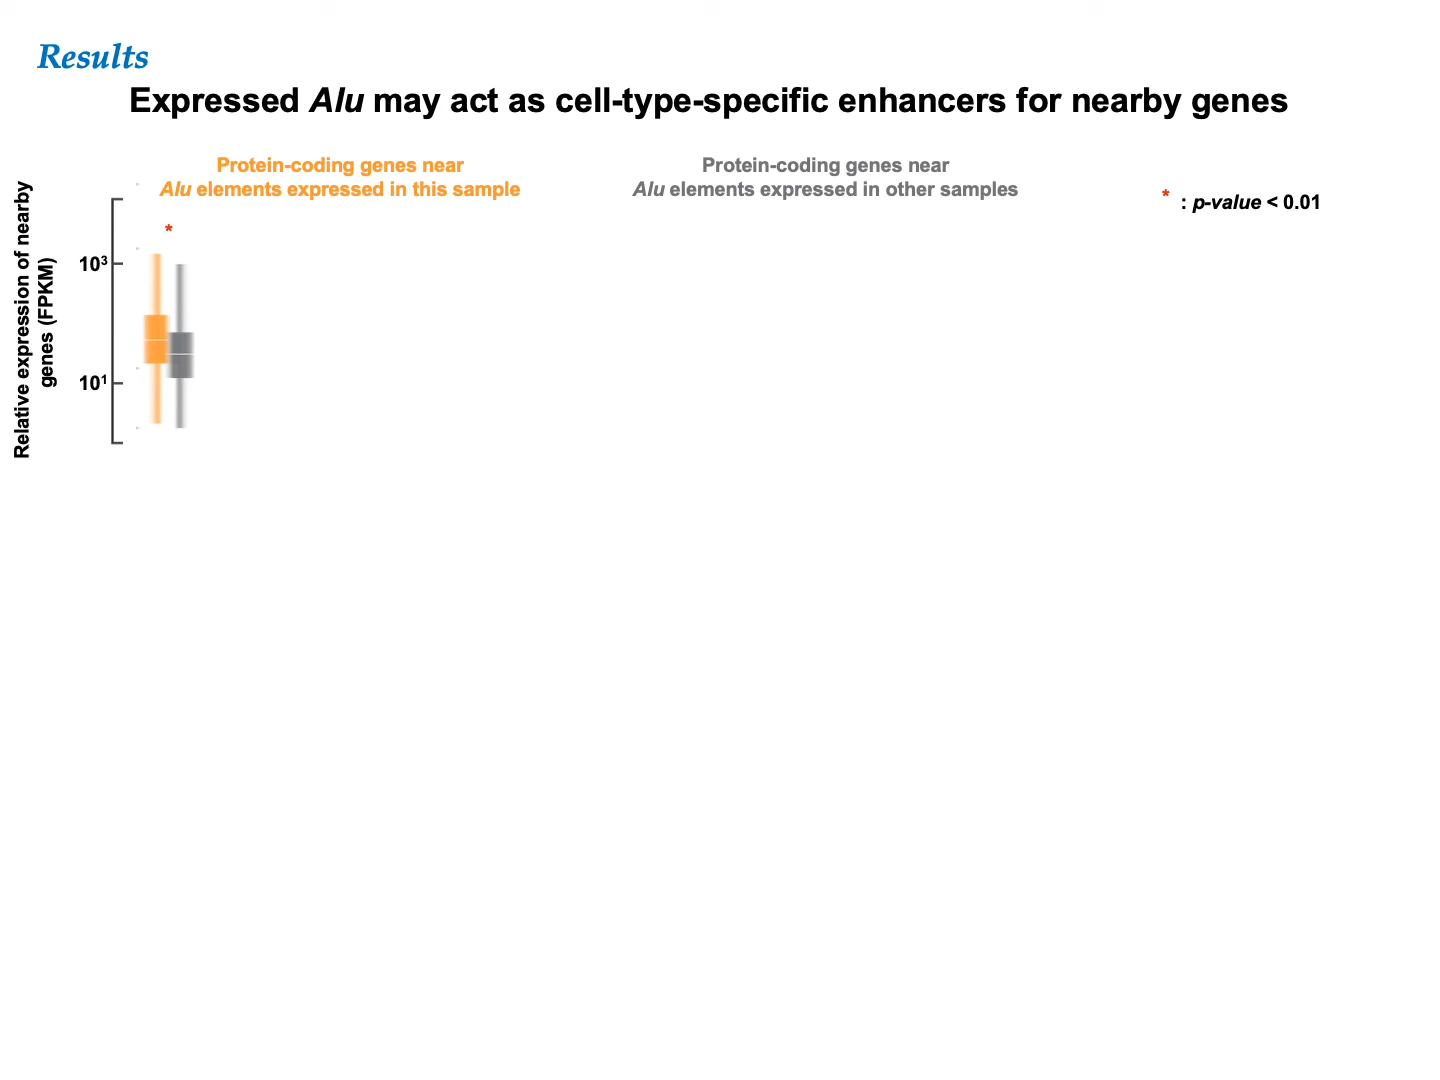 Results
Expressed Alu may act as cell-type-specific enhancers for nearby genes
Protein-coding genes near
Alu elements expressed in this sample
Protein-coding genes near
Alu elements expressed in other samples
* : p-value < 0.01
Relative expression of nearby
genes (FPKM)
*
10³
10¹